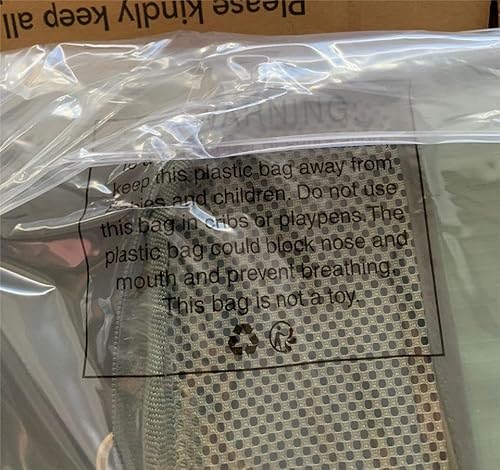 Please kindly keep all
WARNING:
keep this plastic bag away from
babies and children. Do not use
this bag in cribs or playpens.The
plastic bag could block nose and
mouth and prevent breathing.
This bag is not a toy.